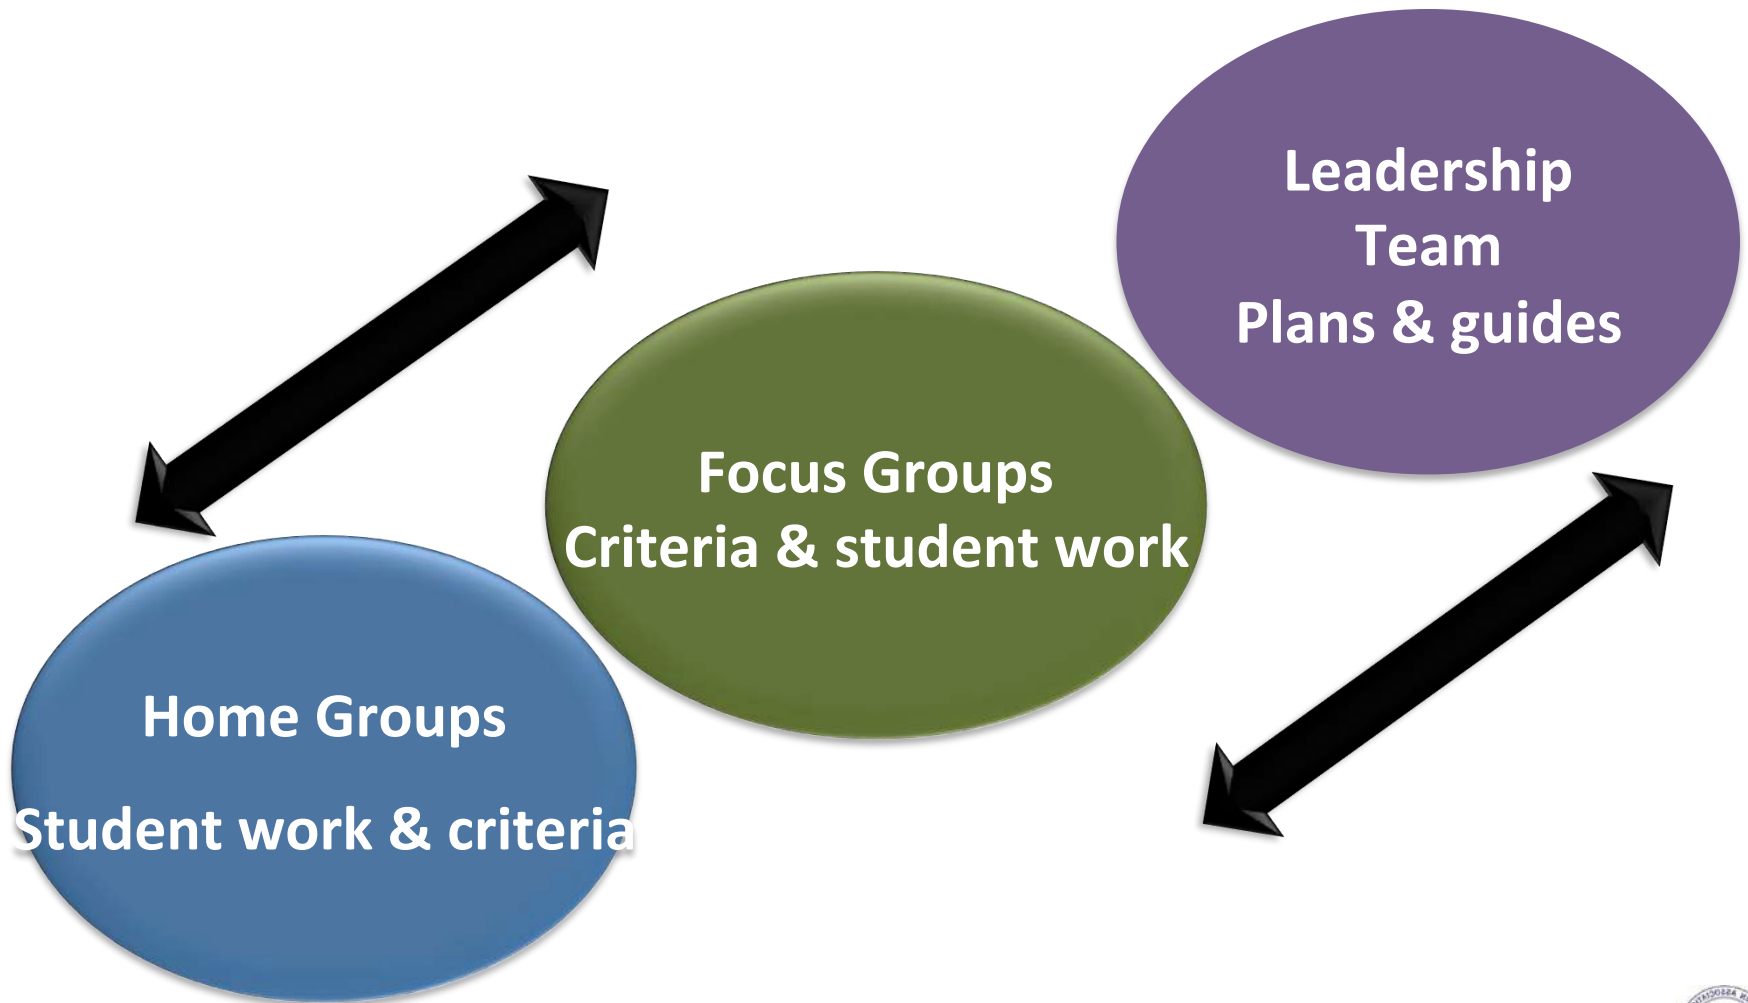 Leadership
Team
Plans & guides
Focus Groups
Criteria & student work
Home Groups
Student work & criteria